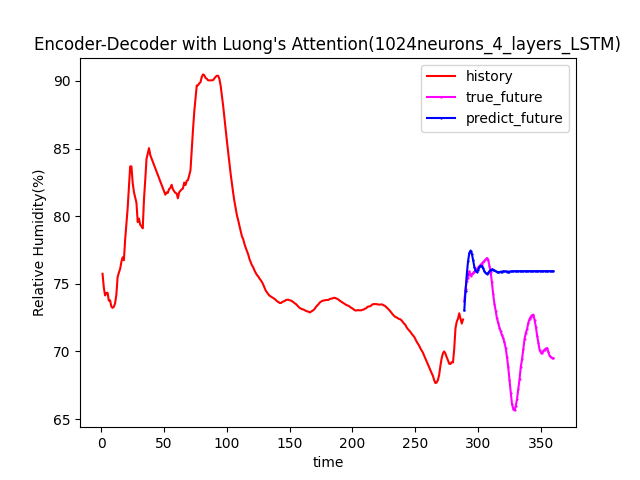 Encoder-Decoder with Luong's Attention(1024neurons_4_layers_LSTM)
history
true_future
predict_future
Relative Humidity(%)
90
85
80
75
70
65
0 50 100 150 200 250 300 350
time